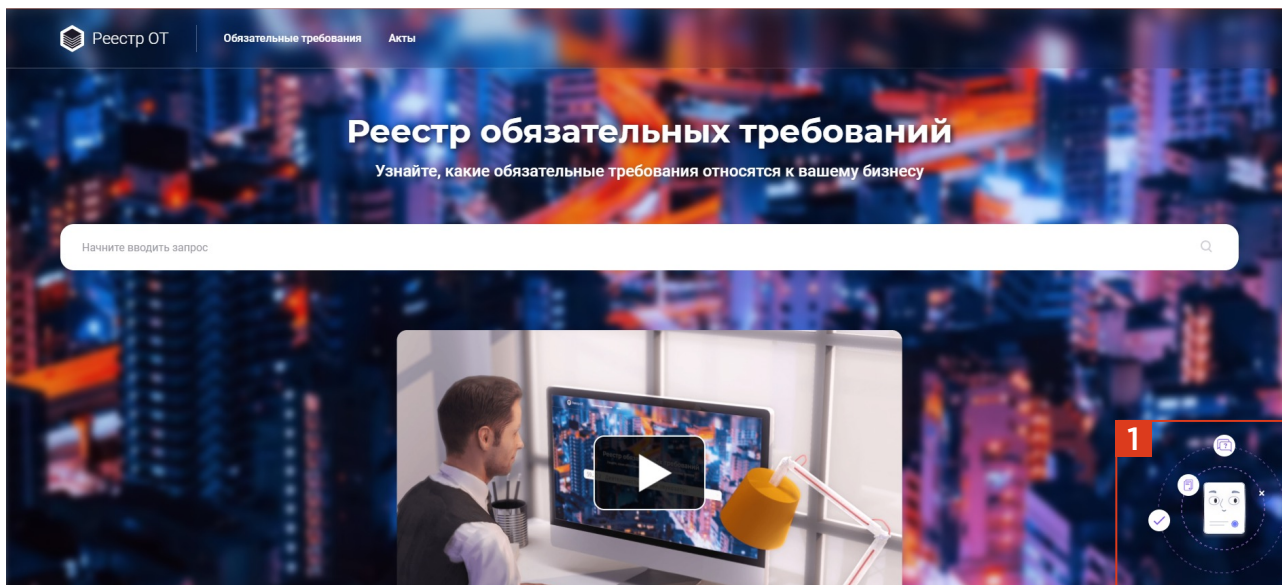 Реестр ОТ
Обязательные требования
Акты
Реестр обязательных требований
Узнайте, какие обязательные требования относятся к вашему бизнесу
Начните вводить запрос
1